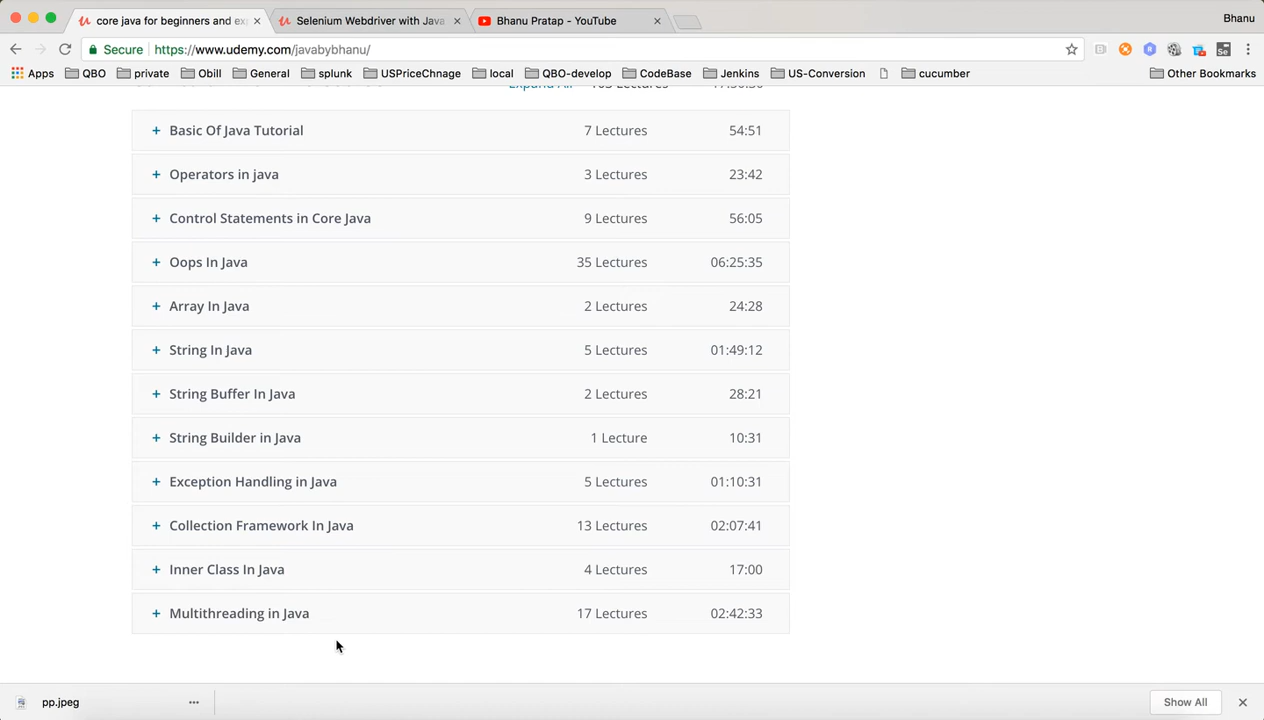 core java for beginners and ex
Selenium Webdriver with Java
Bhanu Pratap - YouTube
Bhanu
Secure https://www.udemy.com/javabybhanu/
Apps QBO private Obill General splunk USPriceChnage local QBO-develop CodeBase Jenkins US-Conversion cucumber Other Bookmarks
Expand All
+ Basic Of Java Tutorial 7 Lectures 54:51
+ Operators in java 3 Lectures 23:42
+ Control Statements in Core Java 9 Lectures 56:05
+ Oops In Java 35 Lectures 06:25:35
+ Array In Java 2 Lectures 24:28
+ String In Java 5 Lectures 01:49:12
+ String Buffer In Java 2 Lectures 28:21
+ String Builder in Java 1 Lecture 10:31
+ Exception Handling in Java 5 Lectures 01:10:31
+ Collection Framework In Java 13 Lectures 02:07:41
+ Inner Class In Java 4 Lectures 17:00
+ Multithreading in Java 17 Lectures 02:42:33
pp.jpeg
Show All